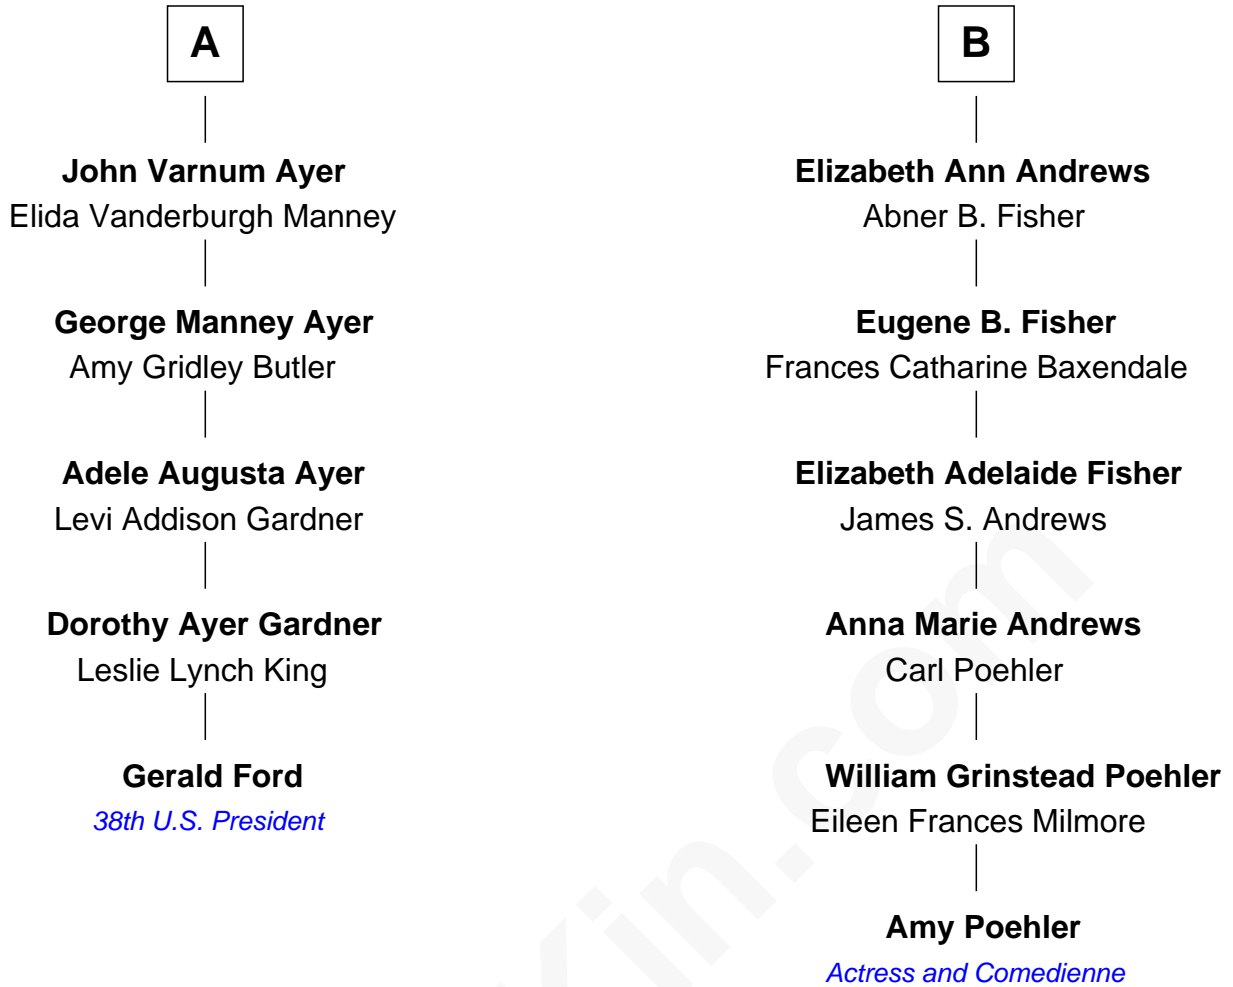 A
John Varnum Ayer
Elida Vanderburgh Manney
George Manney Ayer
Amy Gridley Butler
Adele Augusta Ayer
Levi Addison Gardner
Dorothy Ayer Gardner
Leslie Lynch King
Gerald Ford
38th U.S. President
B
Elizabeth Ann Andrews
Abner B. Fisher
Eugene B. Fisher
Frances Catharine Baxendale
Elizabeth Adelaide Fisher
James S. Andrews
Anna Marie Andrews
Carl Poehler
William Grinstead Poehler
Eileen Frances Milmore
Amy Poehler
Actress and Comedienne
Kin.com